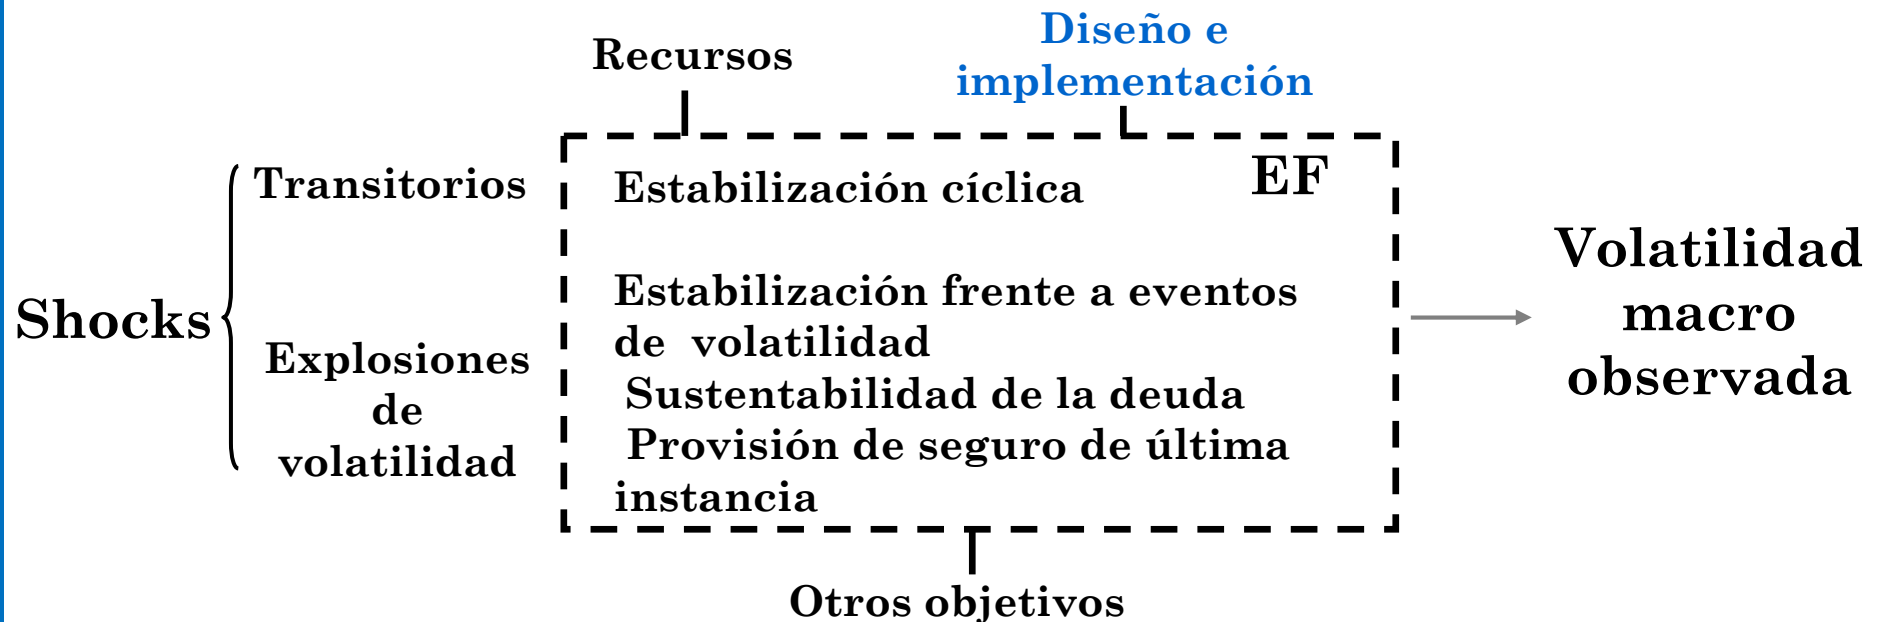 Recursos
Diseño e
implementación
Shocks
Transitorios
Explosiones
de
volatilidad
EF
Estabilización cíclica
Estabilización frente a eventos
de volatilidad
Sustentabilidad de la deuda
Provisión de seguro de última
instancia
Volatilidad
macro
observada
Otros objetivos